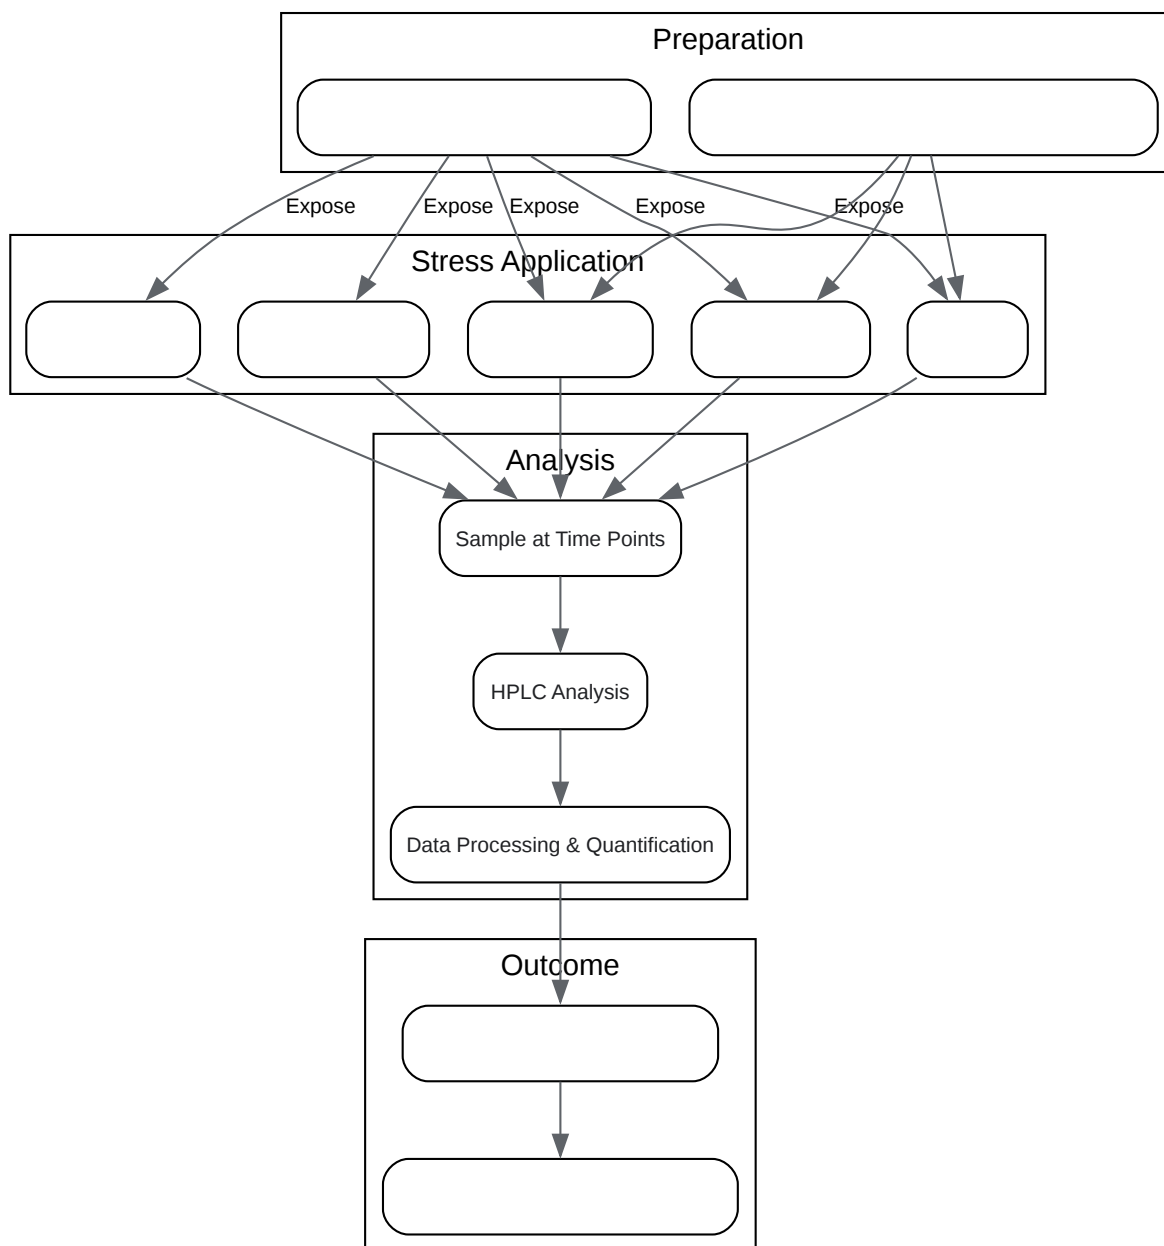 Preparation
Expose Expose Expose Expose Expose
Stress Application
Analysis
Sample at Time Points
HPLC Analysis
Data Processing & Quantification
Outcome